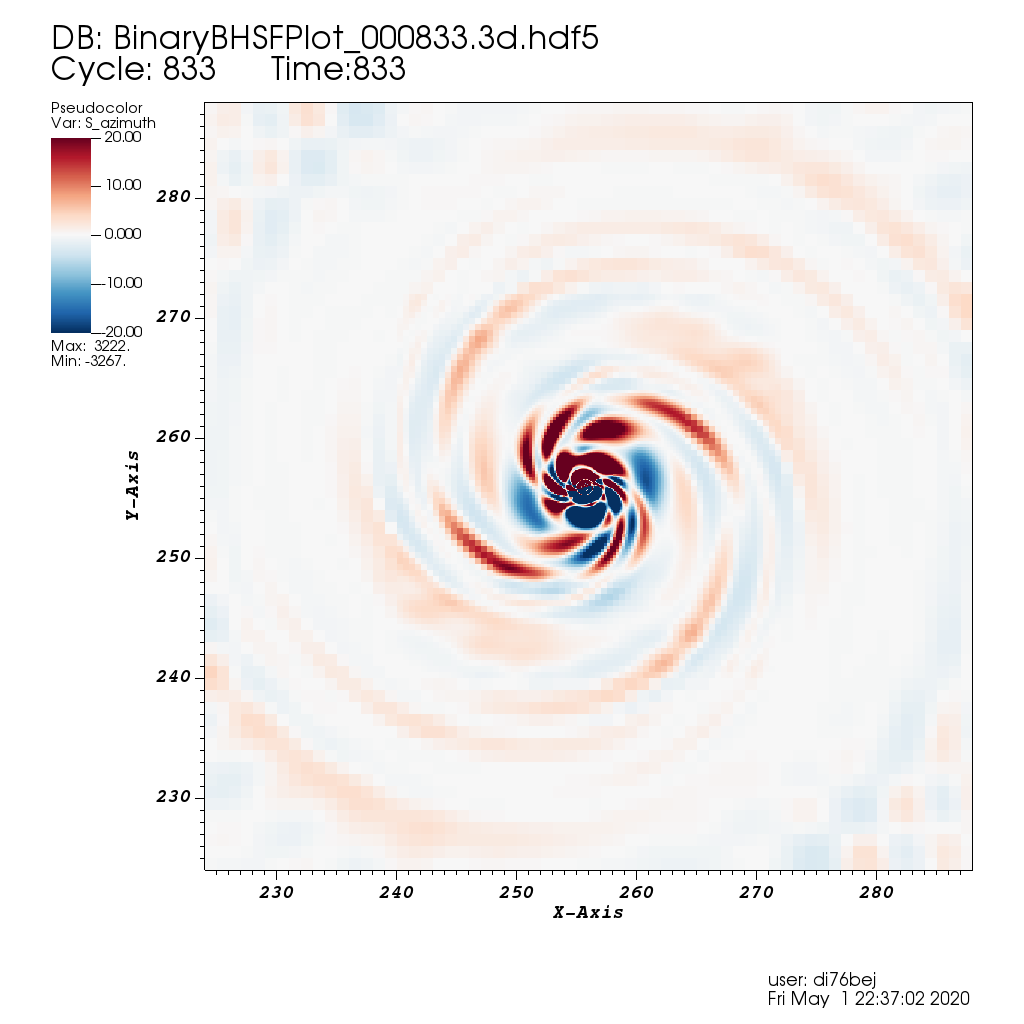 DB: BinaryBHSFPlot_000833.3d.hdf5
Cycle: 833 Time:833
Pseudocolor
Var: S_azimuth
20.00
10.00
0.000
-10.00
-20.00
Max: 3222.
Min: -3267.
280
270
260
250
240
230
Y-Axis
230 240 250 260 270 280
X-Axis
user: di76bej
Fri May 1 22:37:02 2020